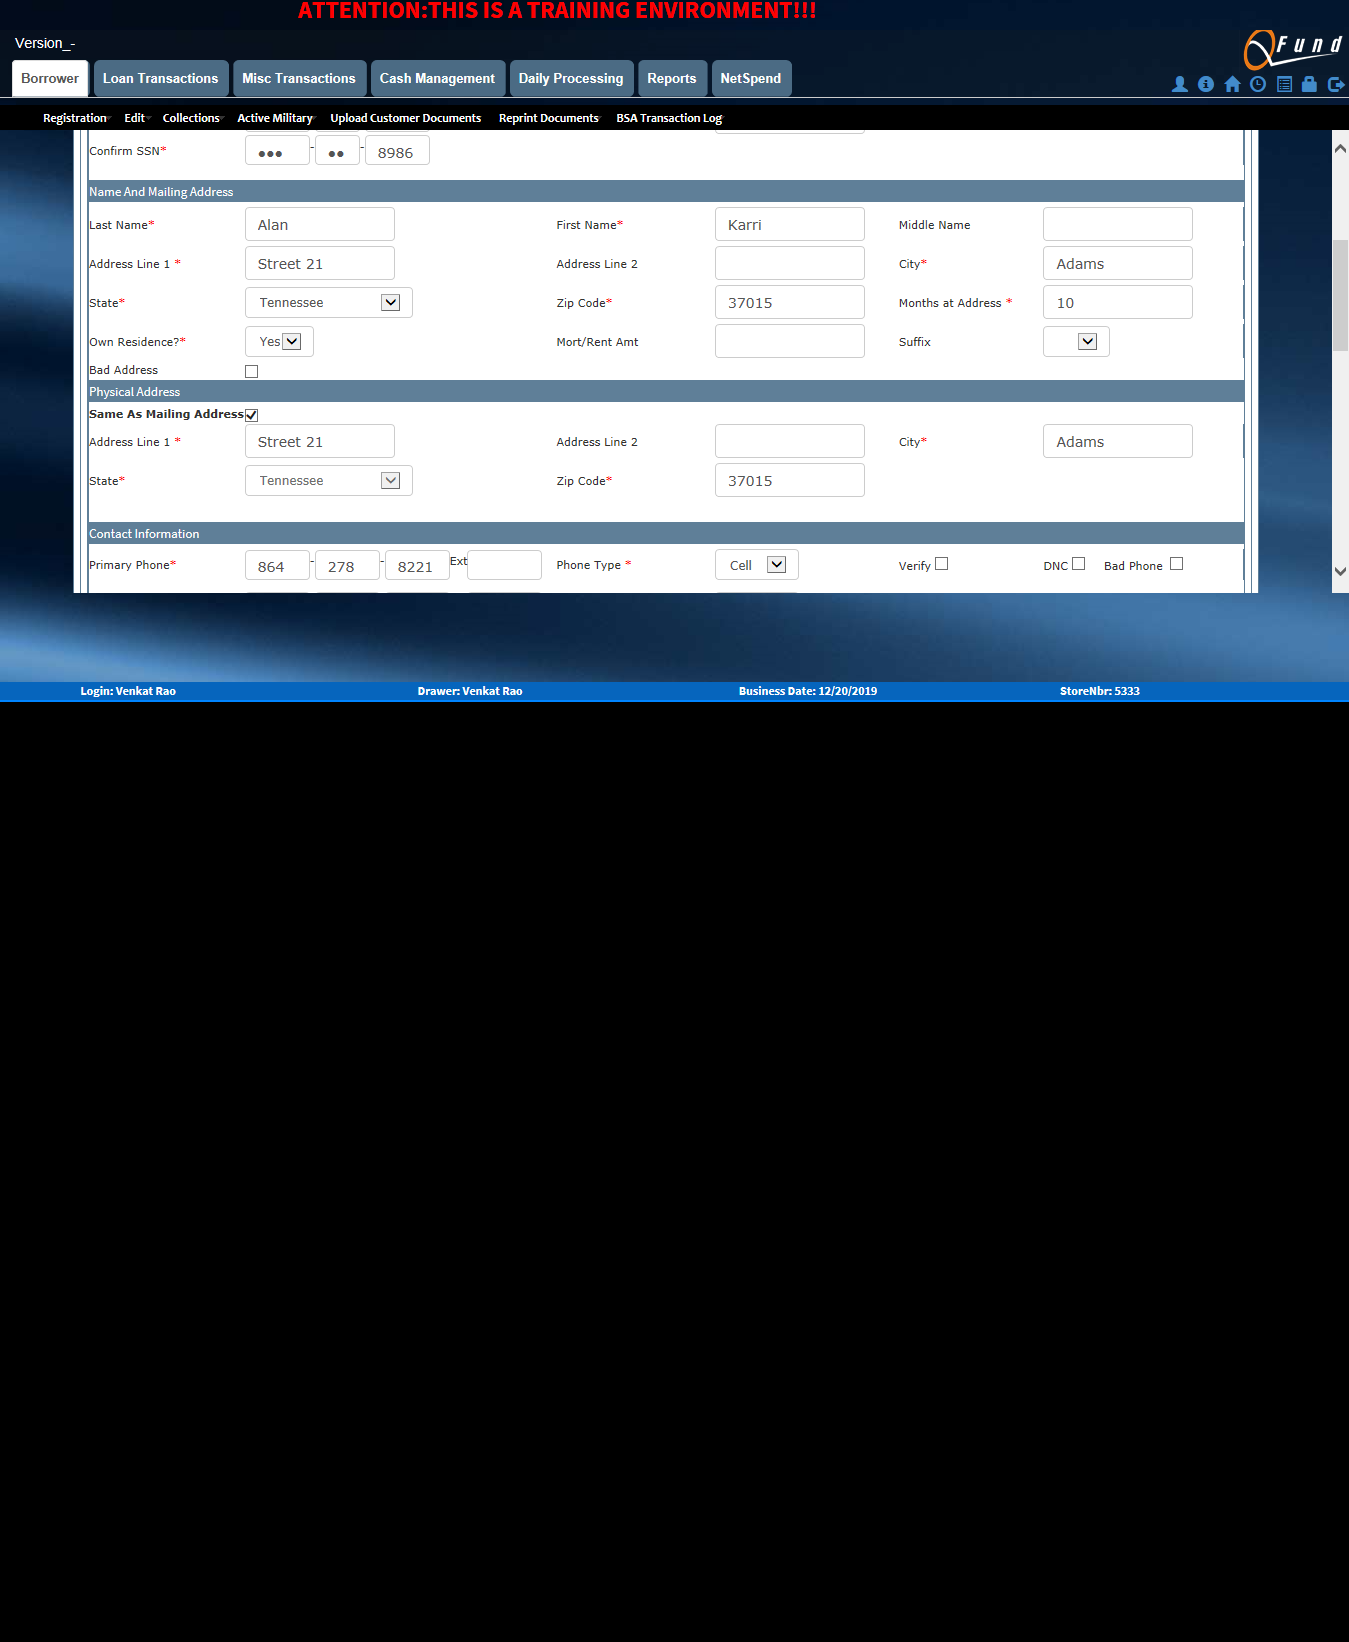 ATTENTION:THIS IS A TRAINING ENVIRONMENT!!!
Version_-
QFund
Borrower Loan Transactions Misc Transactions Cash Management Daily Processing Reports NetSpend
Registration Edit Collections Active Military Upload Customer Documents Reprint Documents BSA Transaction Log
Confirm SSN* ••• - •• - 8986
Name And Mailing Address
Last Name* Alan First Name* Karri Middle Name
Address Line 1 * Street 21 Address Line 2 City* Adams
State* Tennessee Zip Code* 37015 Months at Address * 10
Own Residence?* Yes Mort/Rent Amt Suffix
Bad Address
Physical Address
Same As Mailing Address
Address Line 1 * Street 21 Address Line 2 City* Adams
State* Tennessee Zip Code* 37015
Contact Information
Primary Phone* 864 - 278 - 8221 Ext Phone Type * Cell Verify DNC Bad Phone
Login: Venkat Rao Drawer: Venkat Rao Business Date: 12/20/2019 StoreNbr: 5333